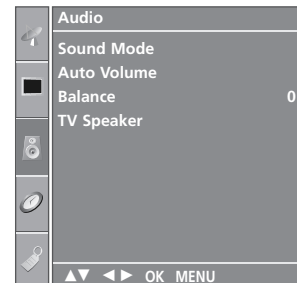 Audio
Sound Mode
Auto Volume
Balance 0
TV Speaker
▲▼ ◄► OK MENU